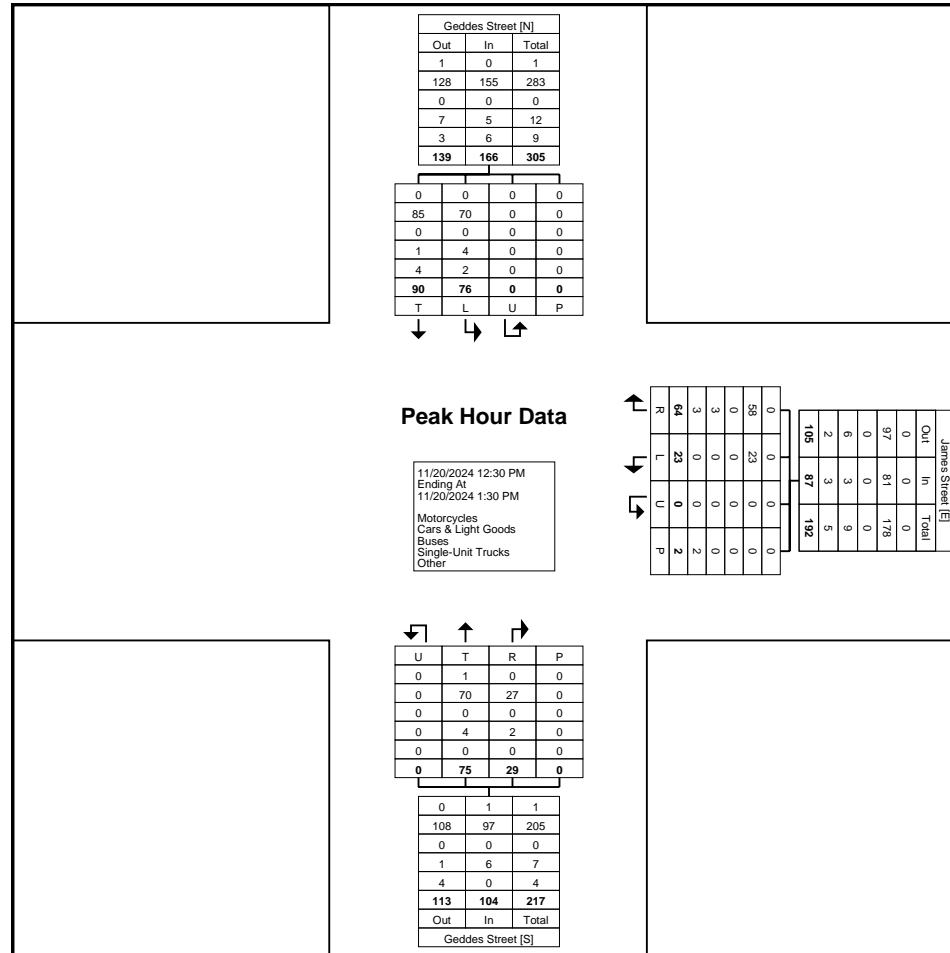 Geddes Street [N]
Out In Total
1 0 1
128 155 283
0 0 0
7 5 12
3 6 9
139 166 305
0 0 0 0
85 70 0 0
0 0 0 0
1 4 0 0
4 2 0 0
90 76 0 0
T L U P
Peak Hour Data
11/20/2024 12:30 PM
Ending At
11/20/2024 1:30 PM
Motorcycles
Cars & Light Goods
Buses
Single-Unit Trucks
Other
James Street [E]
Out In Total
0 0 0
97 81 178
0 0 0
6 3 9
2 3 5
105 87 192
0 0 0 0
58 23 0 0
0 0 0 0
3 0 0 0
3 0 0 2
64 23 0 2
R L U P
U T R P
0 1 0 0
0 70 27 0
0 0 0 0
0 4 2 0
0 0 0 0
0 75 29 0
0 1 1
108 97 205
0 0 0
1 6 7
4 0 4
113 104 217
Out In Total
Geddes Street [S]